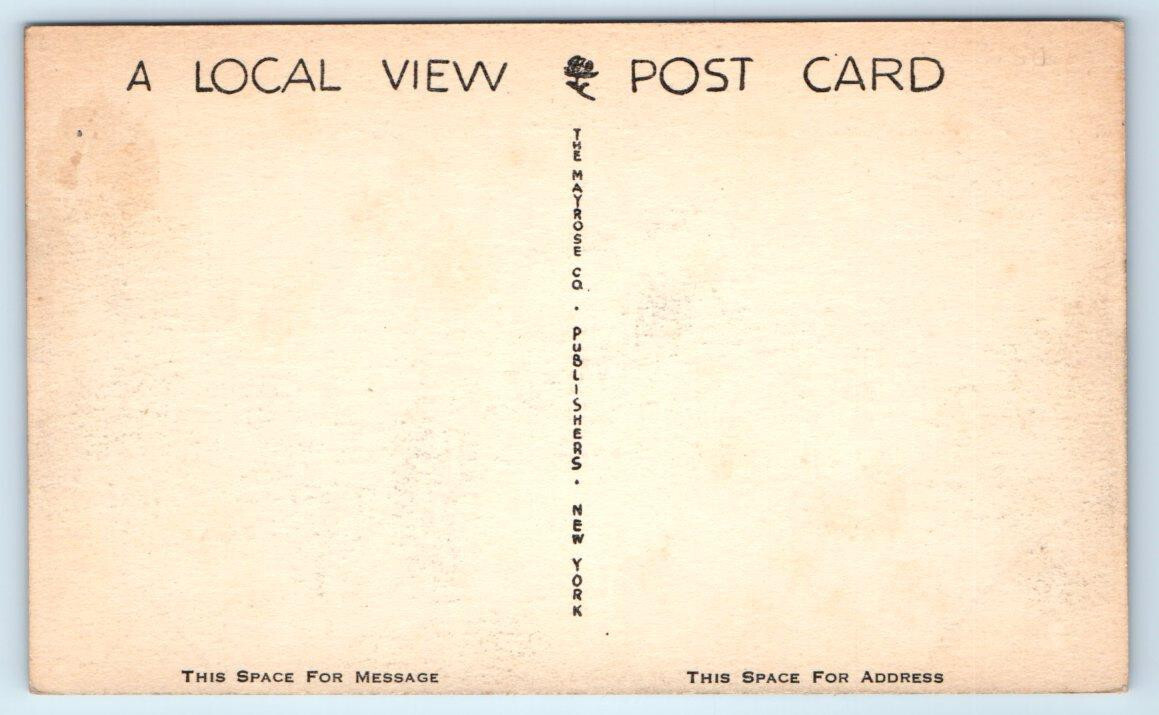 A LOCAL VIEW POST CARD
THE MAYROSE CO. • PUBLISHERS • NEW YORK
THIS SPACE FOR MESSAGE
THIS SPACE FOR ADDRESS